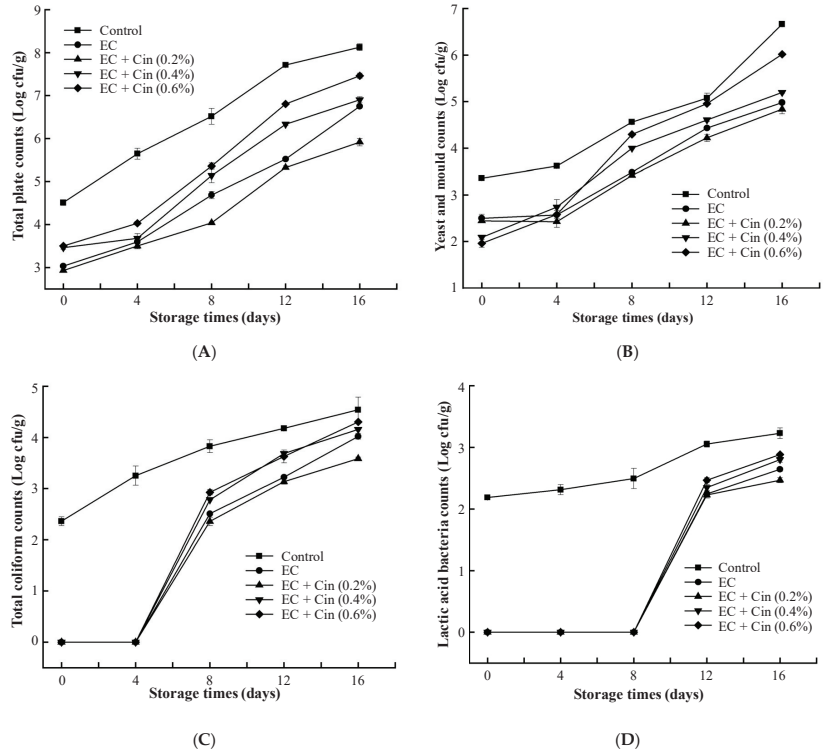 Total plate counts (Log cfu/g)
9
8
7
6
5
4
3
Control
EC
EC + Cin (0.2%)
EC + Cin (0.4%)
EC + Cin (0.6%)
0 4 8 12 16
Storage times (days)
(A)
Yeast and mould counts (Log cfu/g)
7
6
5
4
3
2
1
Control
EC
EC + Cin (0.2%)
EC + Cin (0.4%)
EC + Cin (0.6%)
0 4 8 12 16
Storage times (days)
(B)
Total coliform counts (Log cfu/g)
5
4
3
2
1
0
Control
EC
EC + Cin (0.2%)
EC + Cin (0.4%)
EC + Cin (0.6%)
0 4 8 12 16
Storage times (days)
(C)
Lactic acid bacteria counts (Log cfu/g)
4
3
2
1
0
Control
EC
EC + Cin (0.2%)
EC + Cin (0.4%)
EC + Cin (0.6%)
0 4 8 12 16
Storage times (days)
(D)